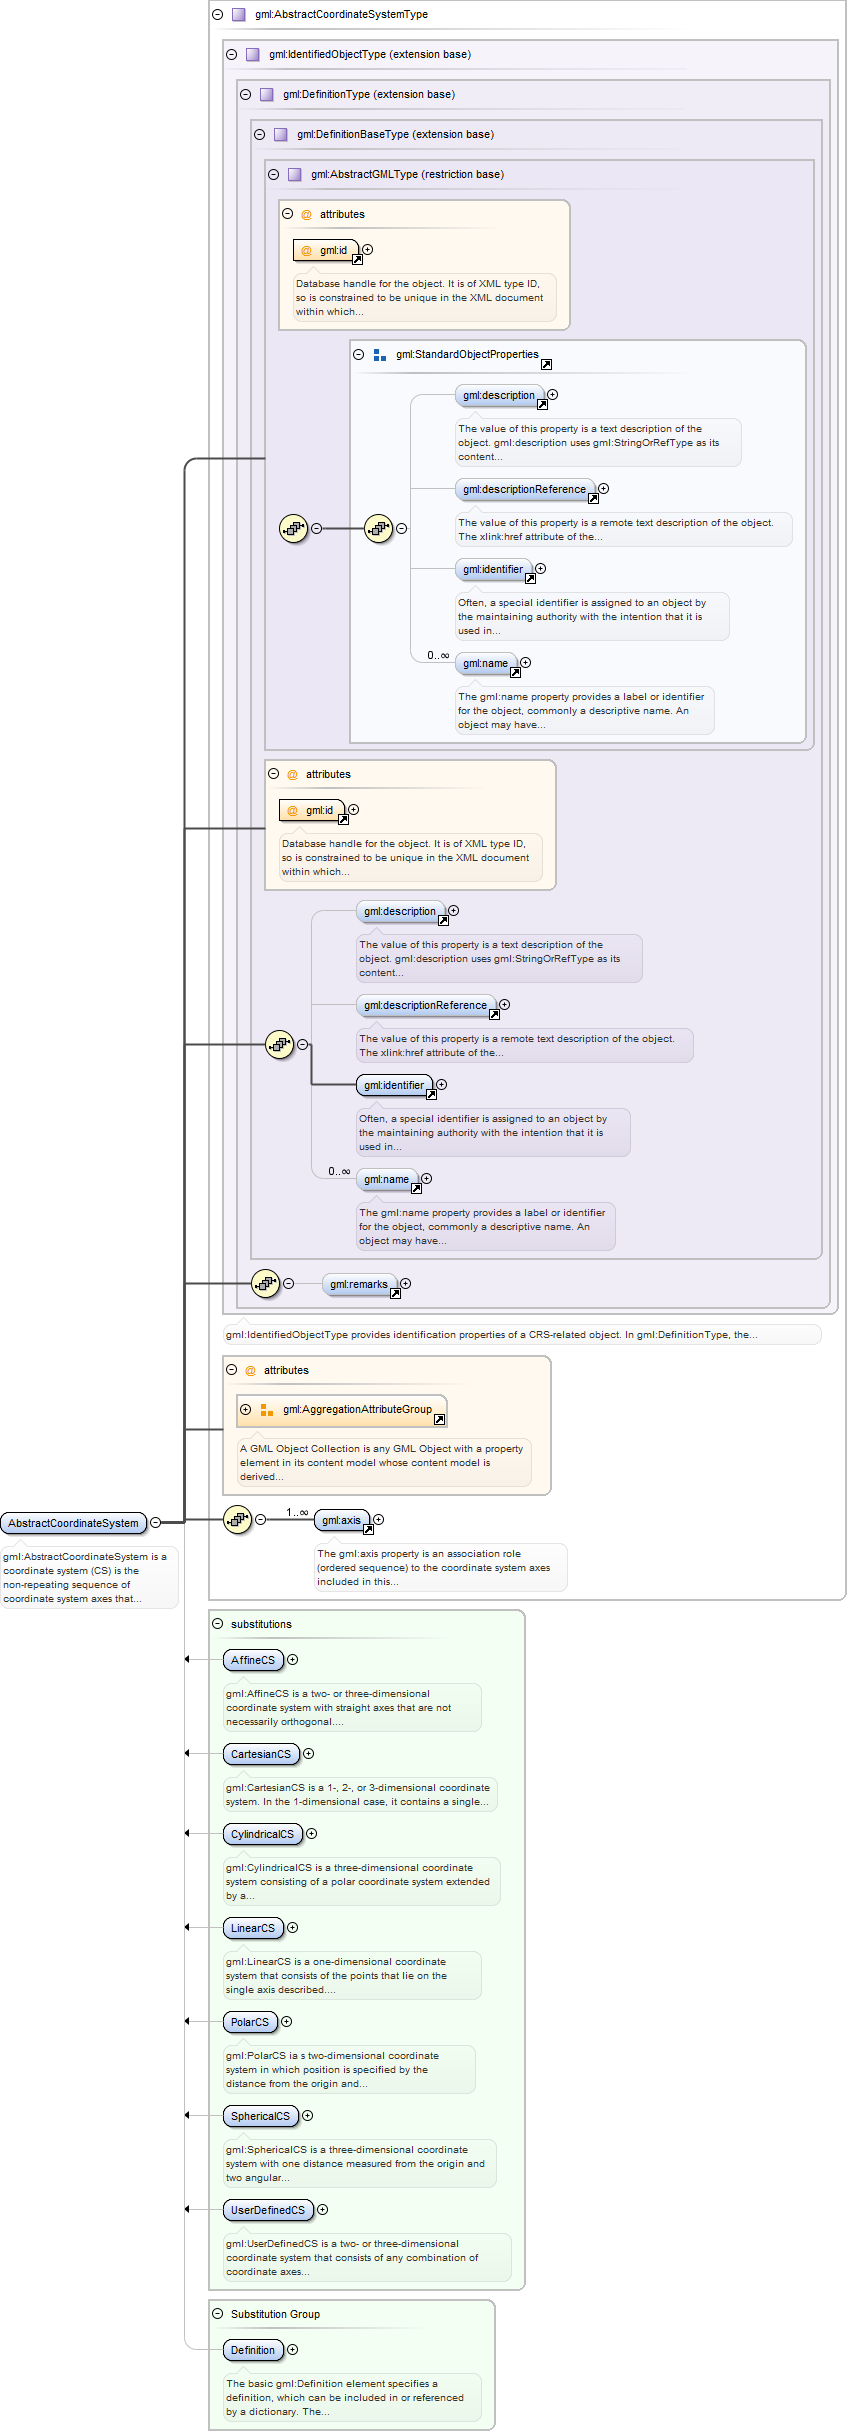 gml:AbstractCoordinateSystemType
gml:IdentifiedObjectType (extension base)
gml:DefinitionType (extension base)
gml:DefinitionBaseType (extension base)
gml:AbstractGMLType (restriction base)
@ attributes
@ gml:id
Database handle for the object. It is of XML type ID,
so is constrained to be unique in the XML document
within which...
gml:StandardObjectProperties
gml:description
The value of this property is a text description of the
object. gml:description uses gml:StringOrRefType as its
content...
gml:descriptionReference
The value of this property is a remote text description of the object.
The xlink:href attribute of the...
gml:identifier
Often, a special identifier is assigned to an object by
the maintaining authority with the intention that it is
used in...
0..∞
gml:name
The gml:name property provides a label or identifier
for the object, commonly a descriptive name. An
object may have...
@ attributes
@ gml:id
Database handle for the object. It is of XML type ID,
so is constrained to be unique in the XML document
within which...
gml:description
The value of this property is a text description of the
object. gml:description uses gml:StringOrRefType as its
content...
gml:descriptionReference
The value of this property is a remote text description of the object.
The xlink:href attribute of the...
gml:identifier
Often, a special identifier is assigned to an object by
the maintaining authority with the intention that it is
used in...
0..∞
gml:name
The gml:name property provides a label or identifier
for the object, commonly a descriptive name. An
object may have...
gml:remarks
gml:IdentifiedObjectType provides identification properties of a CRS-related object. In gml:DefinitionType, the...
@ attributes
gml:AggregationAttributeGroup
A GML Object Collection is any GML Object with a property
element in its content model whose content model is
derived...
AbstractCoordinateSystem
gml:AbstractCoordinateSystem is a
coordinate system (CS) is the
non-repeating sequence of
coordinate system axes that...
1..∞
gml:axis
The gml:axis property is an association role
(ordered sequence) to the coordinate system axes
included in this...
substitutions
AffineCS
gml:AffineCS is a two- or three-dimensional
coordinate system with straight axes that are not
necessarily orthogonal....
CartesianCS
gml:CartesianCS is a 1-, 2-, or 3-dimensional coordinate
system. In the 1-dimensional case, it contains a single...
CylindricalCS
gml:CylindricalCS is a three-dimensional coordinate
system consisting of a polar coordinate system extended
by a...
LinearCS
gml:LinearCS is a one-dimensional coordinate
system that consists of the points that lie on the
single axis described....
PolarCS
gml:PolarCS ia s two-dimensional coordinate
system in which position is specified by the
distance from the origin and...
SphericalCS
gml:SphericalCS is a three-dimensional coordinate
system with one distance measured from the origin and
two angular...
UserDefinedCS
gml:UserDefinedCS is a two- or three-dimensional
coordinate system that consists of any combination of
coordinate axes...
Substitution Group
Definition
The basic gml:Definition element specifies a
definition, which can be included in or referenced
by a dictionary. The...